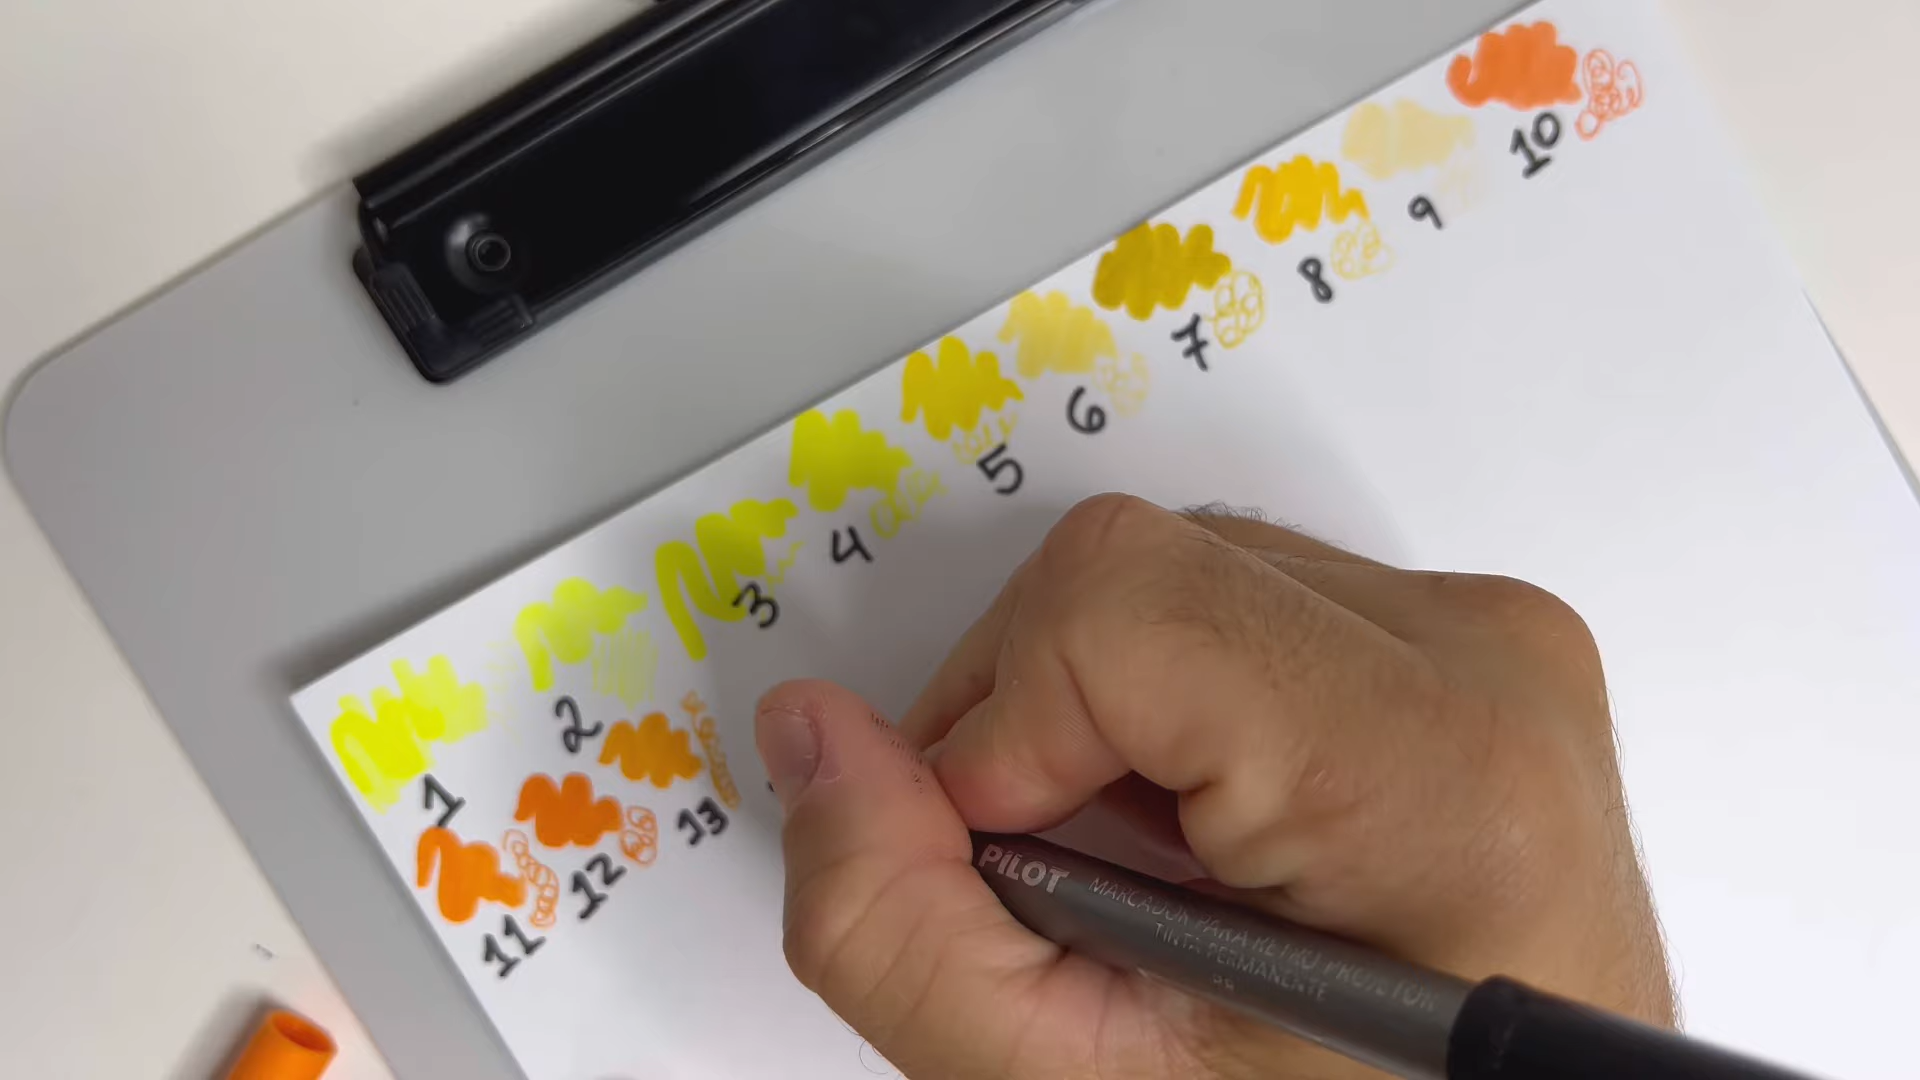 1 2 3 4 5 6 7 8 9 10
11 12 13
PILOT
MARCADOR PARA RETRO PROJETOR
TINTA PERMANENTE